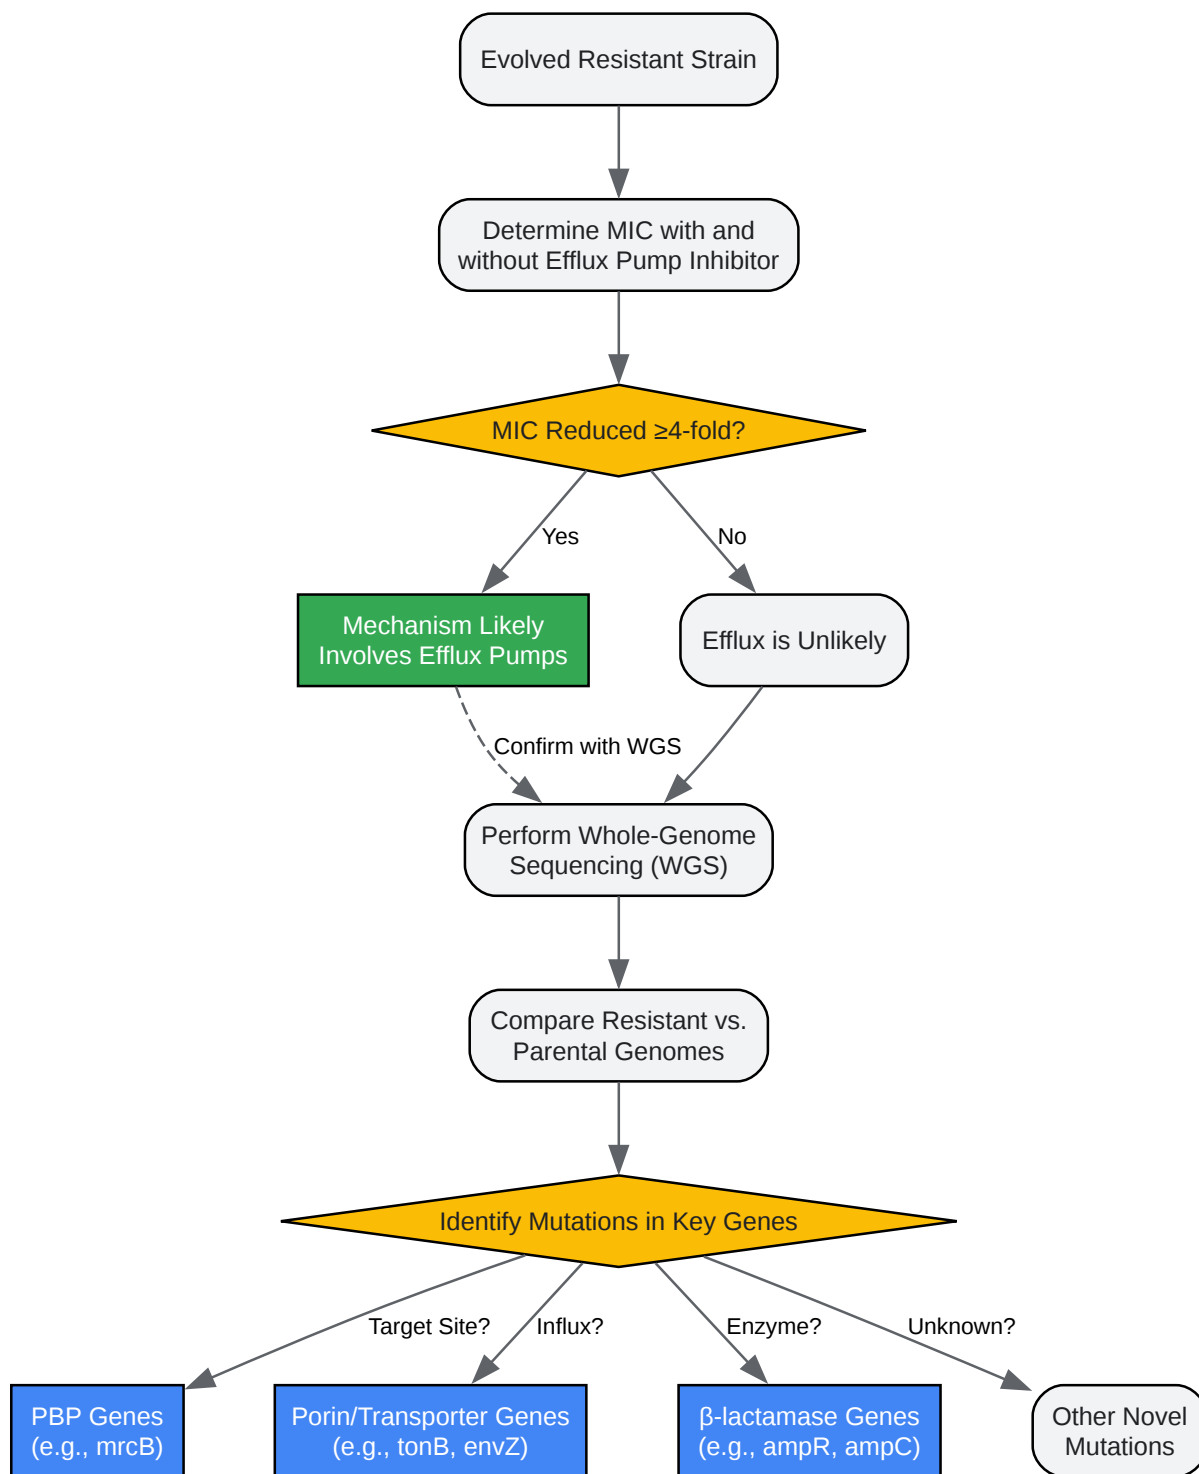 Evolved Resistant Strain
Determine MIC with and
without Efflux Pump Inhibitor
MIC Reduced ≥4-fold?
Yes
No
Mechanism Likely
Involves Efflux Pumps
Efflux is Unlikely
Confirm with WGS
Perform Whole-Genome
Sequencing (WGS)
Compare Resistant vs.
Parental Genomes
Identify Mutations in Key Genes
Target Site?
Influx?
Enzyme?
Unknown?
PBP Genes
(e.g., mrcB)
Porin/Transporter Genes
(e.g., tonB, envZ)
β-lactamase Genes
(e.g., ampR, ampC)
Other Novel
Mutations